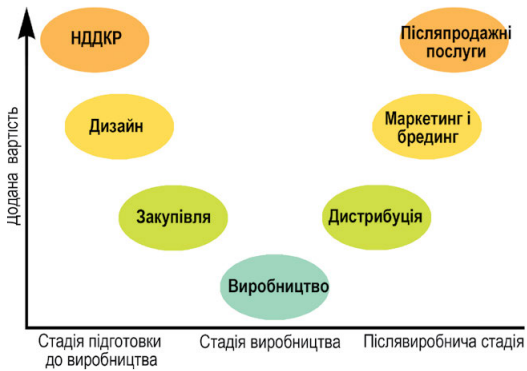 НДДКР
Післяпродажні
послуги
Дизайн
Маркетинг і
брединг
Закупівля
Дистрибуція
Виробництво
Додана вартість
Стадія підготовки
до виробництва
Стадія виробництва
Післявиробнича стадія